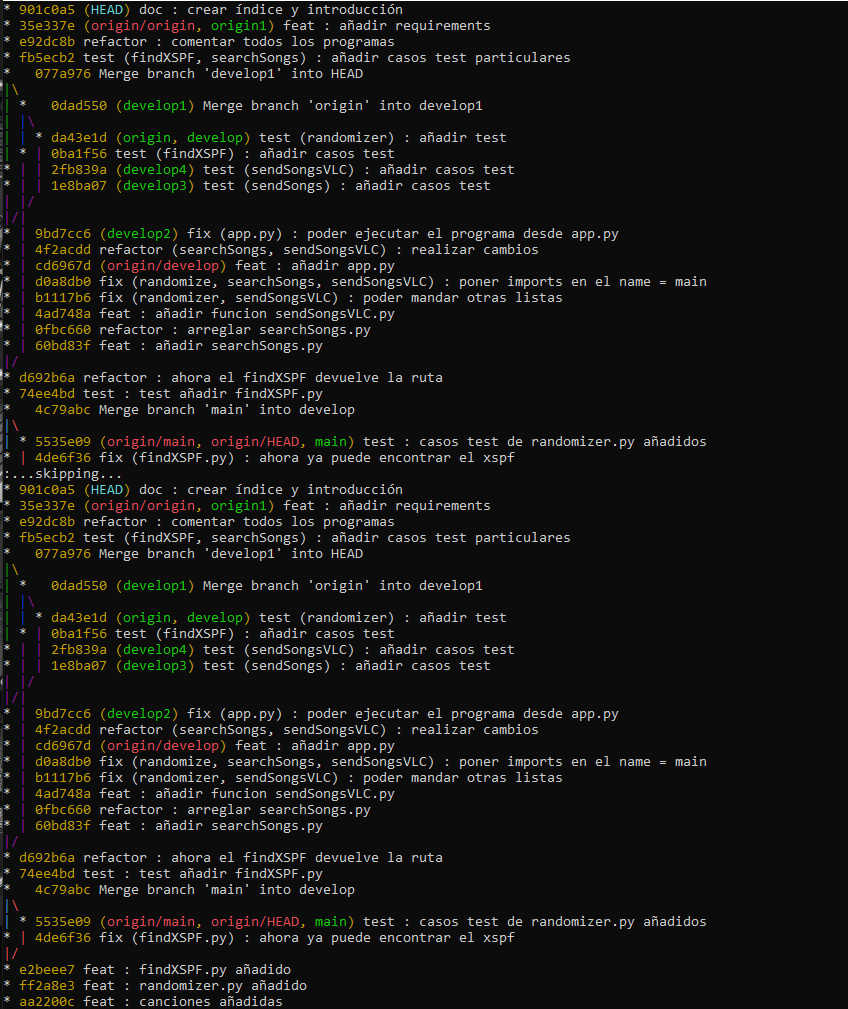 * 901c0a5 (HEAD) doc : crear índice y introducción
* 35e337e (origin/origin, origin1) feat : añadir requirements
* e92dc8b refactor : comentar todos los programas
* fb5ecb2 test (findXSPF, searchSongs) : añadir casos test particulares
*   077a976 Merge branch 'develop1' into HEAD
|\
| *   0dad550 (develop1) Merge branch 'origin' into develop1
| |\
| | * da43e1d (origin, develop) test (randomizer) : añadir test
| * | 0ba1f56 test (findXSPF) : añadir casos test
* | | 2fb839a (develop4) test (sendSongsVLC) : añadir casos test
* | | 1e8ba07 (develop3) test (sendSongs) : añadir casos test
| |/
|/|
* | 9bd7cc6 (develop2) fix (app.py) : poder ejecutar el programa desde app.py
* | 4f2acdd refactor (searchSongs, sendSongsVLC) : realizar cambios
* | cd6967d (origin/develop) feat : añadir app.py
* | d0a8db0 fix (randomize, searchSongs, sendSongsVLC) : poner imports en el name = main
* | b1117b6 fix (randomizer, sendSongsVLC) : poder mandar otras listas
* | 4ad748a feat : añadir funcion sendSongsVLC.py
* | 0fbc660 refactor : arreglar searchSongs.py
* | 60bd83f feat : añadir searchSongs.py
|/
* d692b6a refactor : ahora el findXSPF devuelve la ruta
* 74ee4bd test : test añadir findXSPF.py
*   4c79abc Merge branch 'main' into develop
|\
| * 5535e09 (origin/main, origin/HEAD, main) test : casos test de randomizer.py añadidos
* | 4de6f36 fix (findXSPF.py) : ahora ya puede encontrar el xspf
:...skipping...
* 901c0a5 (HEAD) doc : crear índice y introducción
* 35e337e (origin/origin, origin1) feat : añadir requirements
* e92dc8b refactor : comentar todos los programas
* fb5ecb2 test (findXSPF, searchSongs) : añadir casos test particulares
*   077a976 Merge branch 'develop1' into HEAD
|\
| *   0dad550 (develop1) Merge branch 'origin' into develop1
| |\
| | * da43e1d (origin, develop) test (randomizer) : añadir test
| * | 0ba1f56 test (findXSPF) : añadir casos test
* | | 2fb839a (develop4) test (sendSongsVLC) : añadir casos test
* | | 1e8ba07 (develop3) test (sendSongs) : añadir casos test
| |/
|/|
* | 9bd7cc6 (develop2) fix (app.py) : poder ejecutar el programa desde app.py
* | 4f2acdd refactor (searchSongs, sendSongsVLC) : realizar cambios
* | cd6967d (origin/develop) feat : añadir app.py
* | d0a8db0 fix (randomize, searchSongs, sendSongsVLC) : poner imports en el name = main
* | b1117b6 fix (randomizer, sendSongsVLC) : poder mandar otras listas
* | 4ad748a feat : añadir funcion sendSongsVLC.py
* | 0fbc660 refactor : arreglar searchSongs.py
* | 60bd83f feat : añadir searchSongs.py
|/
* d692b6a refactor : ahora el findXSPF devuelve la ruta
* 74ee4bd test : test añadir findXSPF.py
*   4c79abc Merge branch 'main' into develop
|\
| * 5535e09 (origin/main, origin/HEAD, main) test : casos test de randomizer.py añadidos
* | 4de6f36 fix (findXSPF.py) : ahora ya puede encontrar el xspf
|/
* e2beee7 feat : findXSPF.py añadido
* ff2a8e3 feat : randomizer.py añadido
* aa2200c feat : canciones añadidas